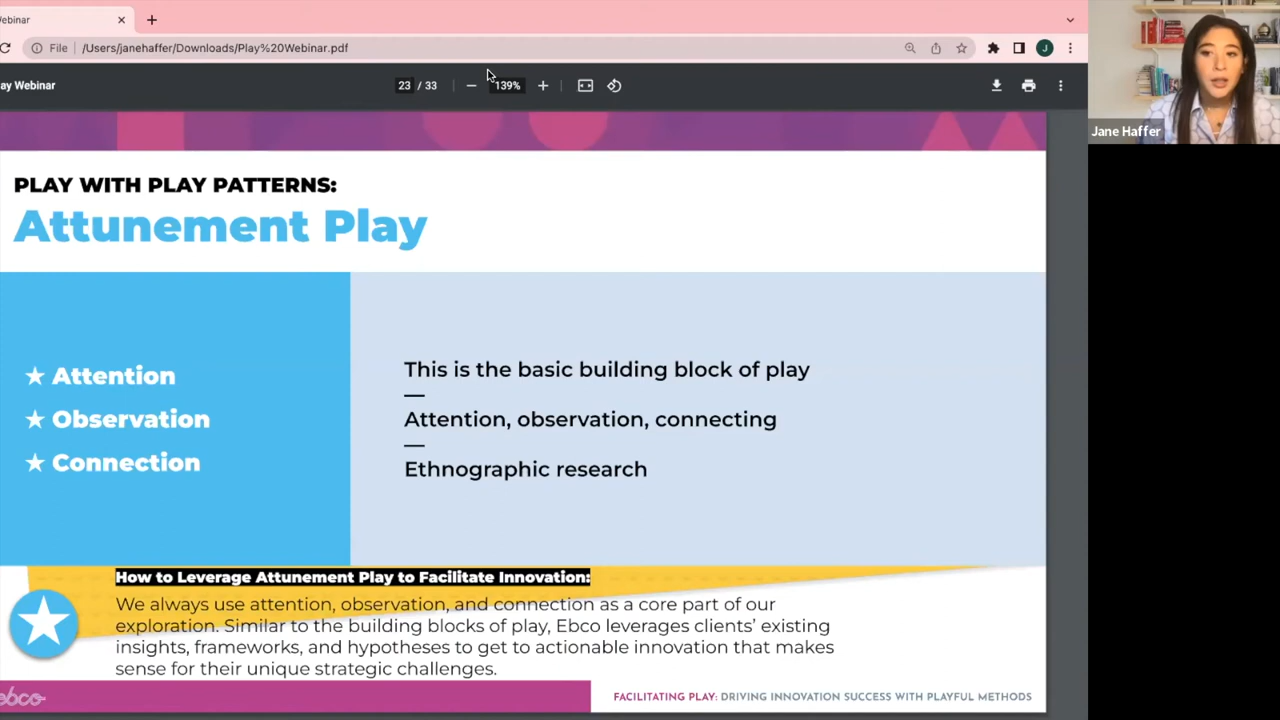 ebinar
File
/Users/janehaffer/Downloads/Play%20Webinar.pdf
J
ay Webinar
23 / 33
139%
Jane Haffer
PLAY WITH PLAY PATTERNS:
Attunement Play
★ Attention
★ Observation
★ Connection
This is the basic building block of play
—
Attention, observation, connecting
—
Ethnographic research
How to Leverage Attunement Play to Facilitate Innovation:
We always use attention, observation, and connection as a core part of our
exploration. Similar to the building blocks of play, Ebco leverages clients’ existing
insights, frameworks, and hypotheses to get to actionable innovation that makes
sense for their unique strategic challenges.
ebco
FACILITATING PLAY: DRIVING INNOVATION SUCCESS WITH PLAYFUL METHODS